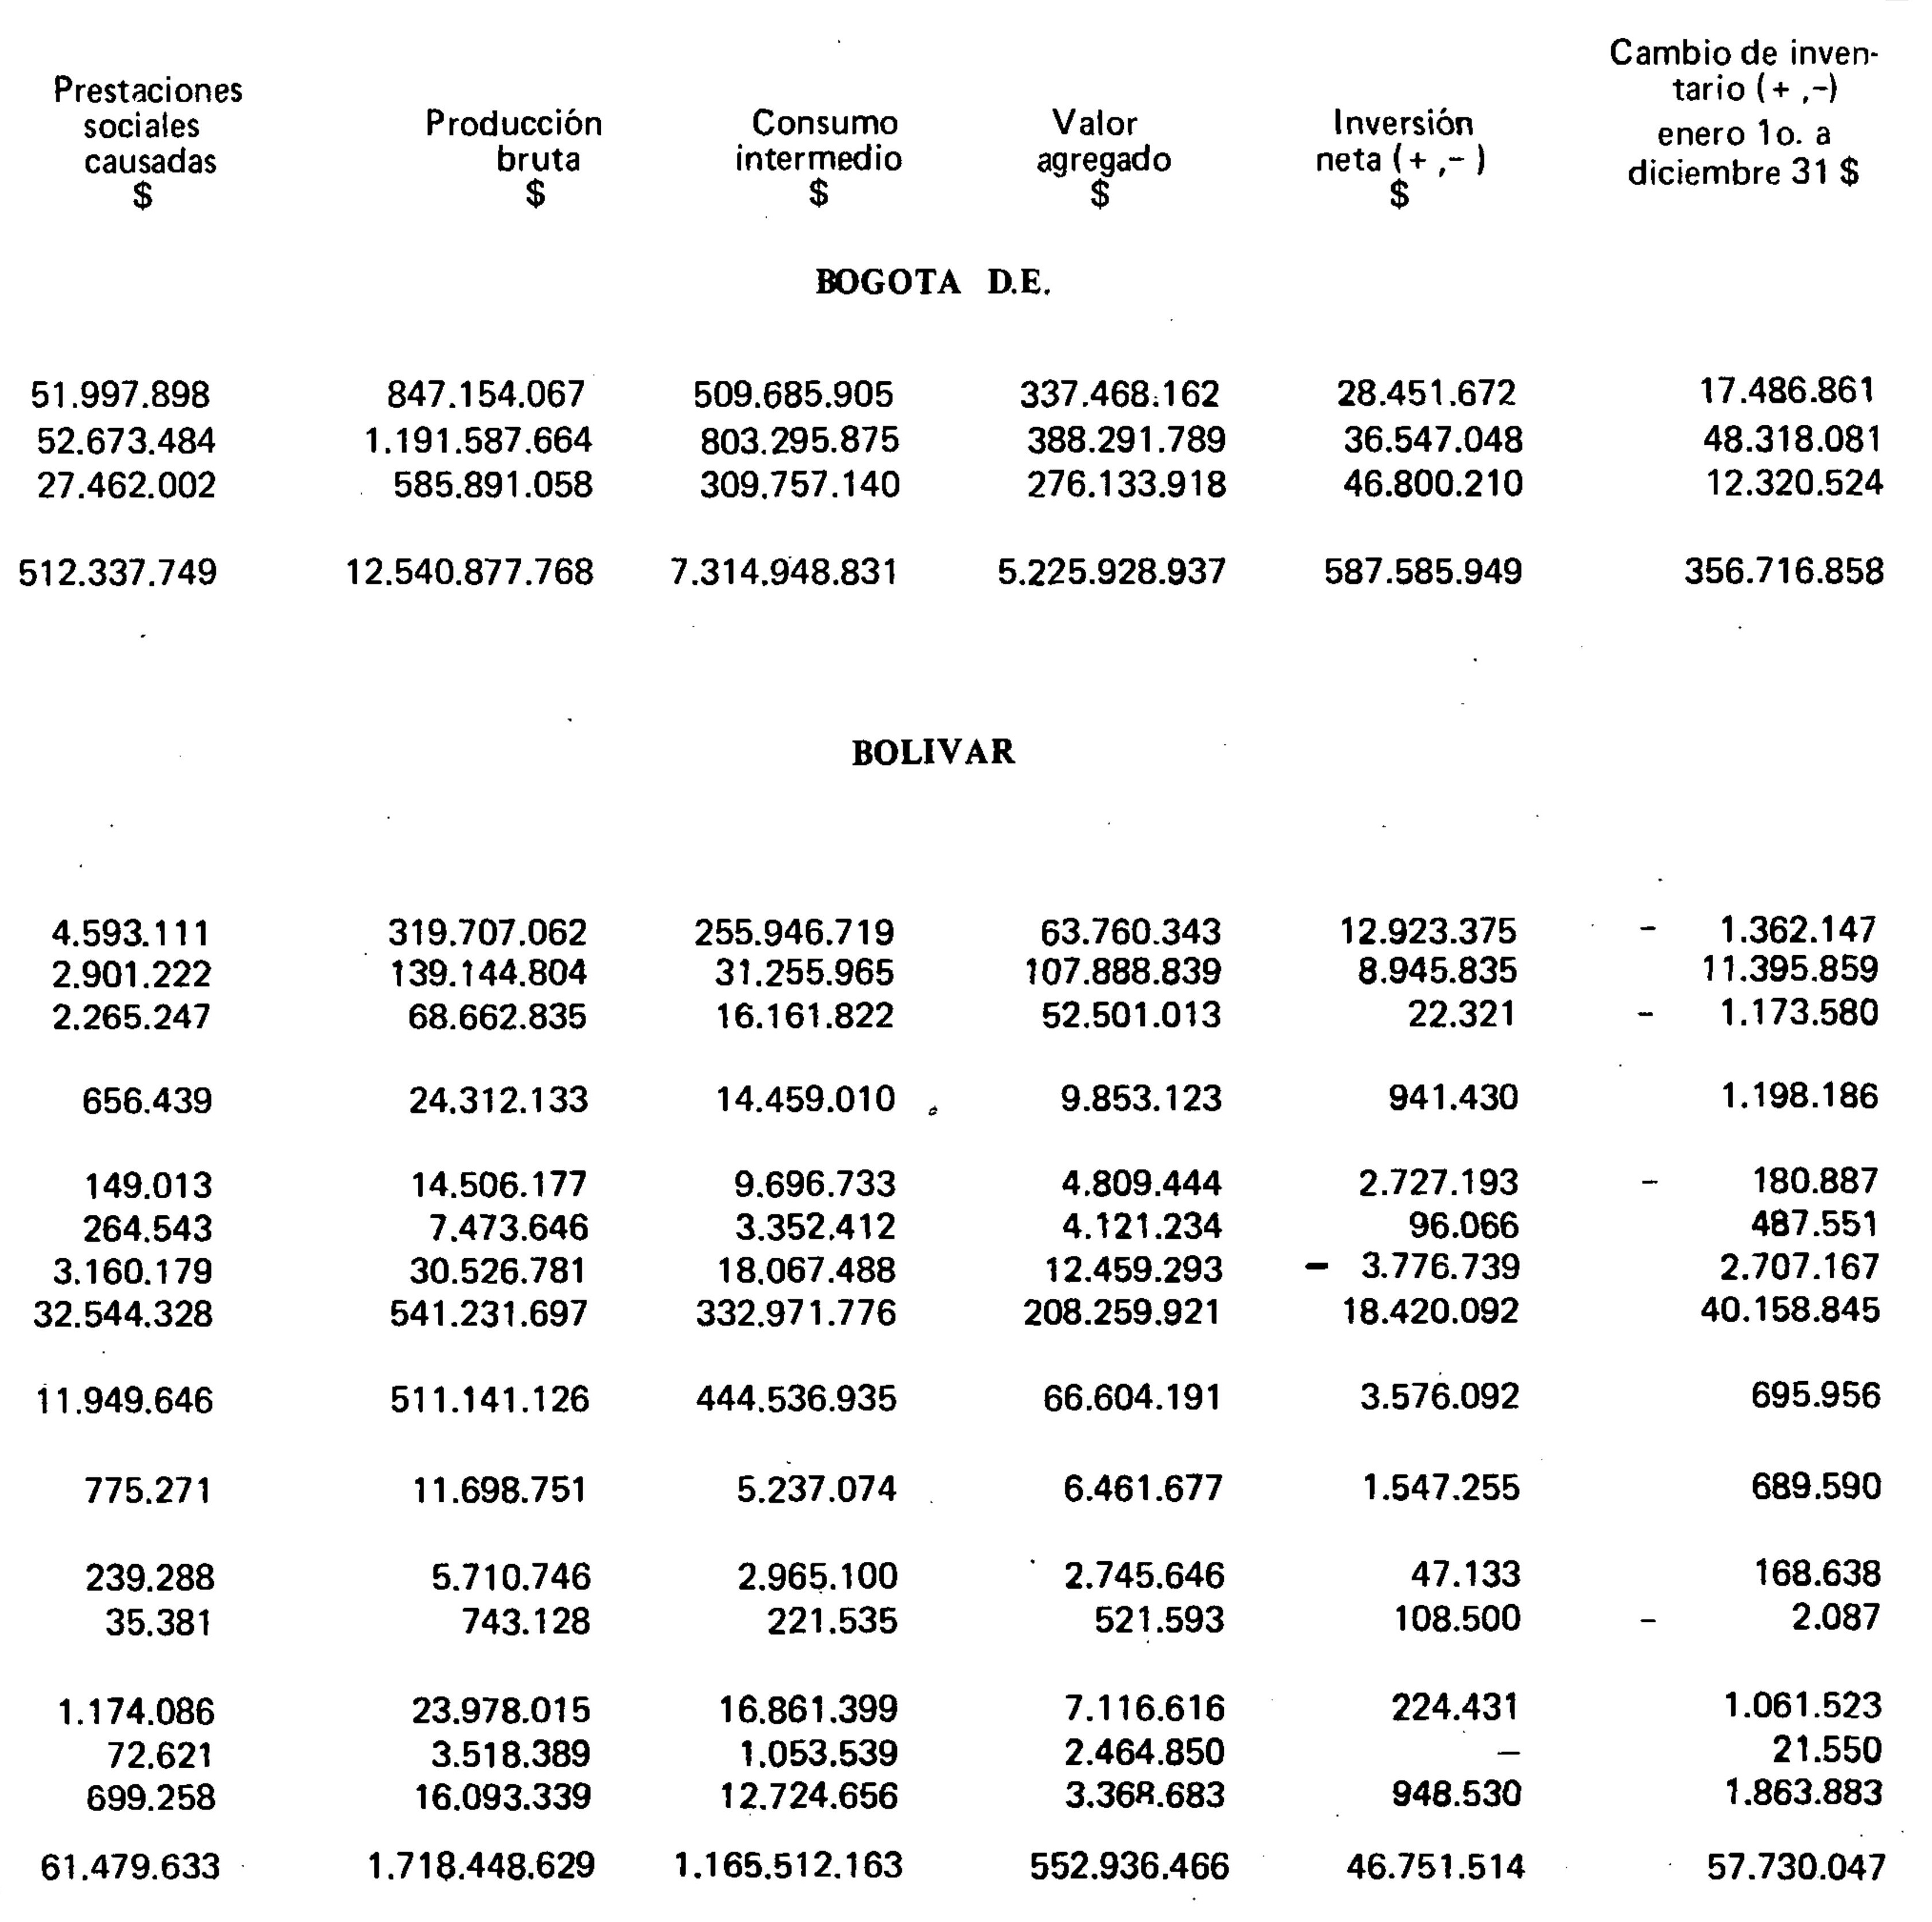 Prestaciones sociales causadas $ Producción bruta $ Consumo intermedio $ Valor agregado $ Inversión neta (+ ,- ) $ Cambio de inven- tario (+ ,-) enero 1o. a diciembre 31 $
BOGOTA D.E.
51.997.898 847.154.067 509.685.905 337.468.162 28.451.672 17.486.861
52.673.484 1.191.587.664 803.295.875 388.291.789 36.547.048 48.318.081
27.462.002 585.891.058 309.757.140 276.133.918 46.800.210 12.320.524
512.337.749 12.540.877.768 7.314.948.831 5.225.928.937 587.585.949 356.716.858
BOLIVAR
4.593.111 319.707.062 255.946.719 63.760.343 12.923.375 - 1.362.147
2.901.222 139.144.804 31.255.965 107.888.839 8.945.835 11.395.859
2.265.247 68.662.835 16.161.822 52.501.013 22.321 - 1.173.580
656.439 24.312.133 14.459.010 9.853.123 941.430 1.198.186
149.013 14.506.177 9.696.733 4.809.444 2.727.193 - 180.887
264.543 7.473.646 3.352.412 4.121.234 96.066 487.551
3.160.179 30.526.781 18.067.488 12.459.293 - 3.776.739 2.707.167
32.544.328 541.231.697 332.971.776 208.259.921 18.420.092 40.158.845
11.949.646 511.141.126 444.536.935 66.604.191 3.576.092 695.956
775.271 11.698.751 5.237.074 6.461.677 1.547.255 689.590
239.288 5.710.746 2.965.100 2.745.646 47.133 168.638
35.381 743.128 221.535 521.593 108.500 - 2.087
1.174.086 23.978.015 16.861.399 7.116.616 224.431 1.061.523
72.621 3.518.389 1.053.539 2.464.850 — 21.550
699.258 16.093.339 12.724.656 3.368.683 948.530 1.863.883
61.479.633 1.718.448.629 1.165.512.163 552.936.466 46.751.514 57.730.047